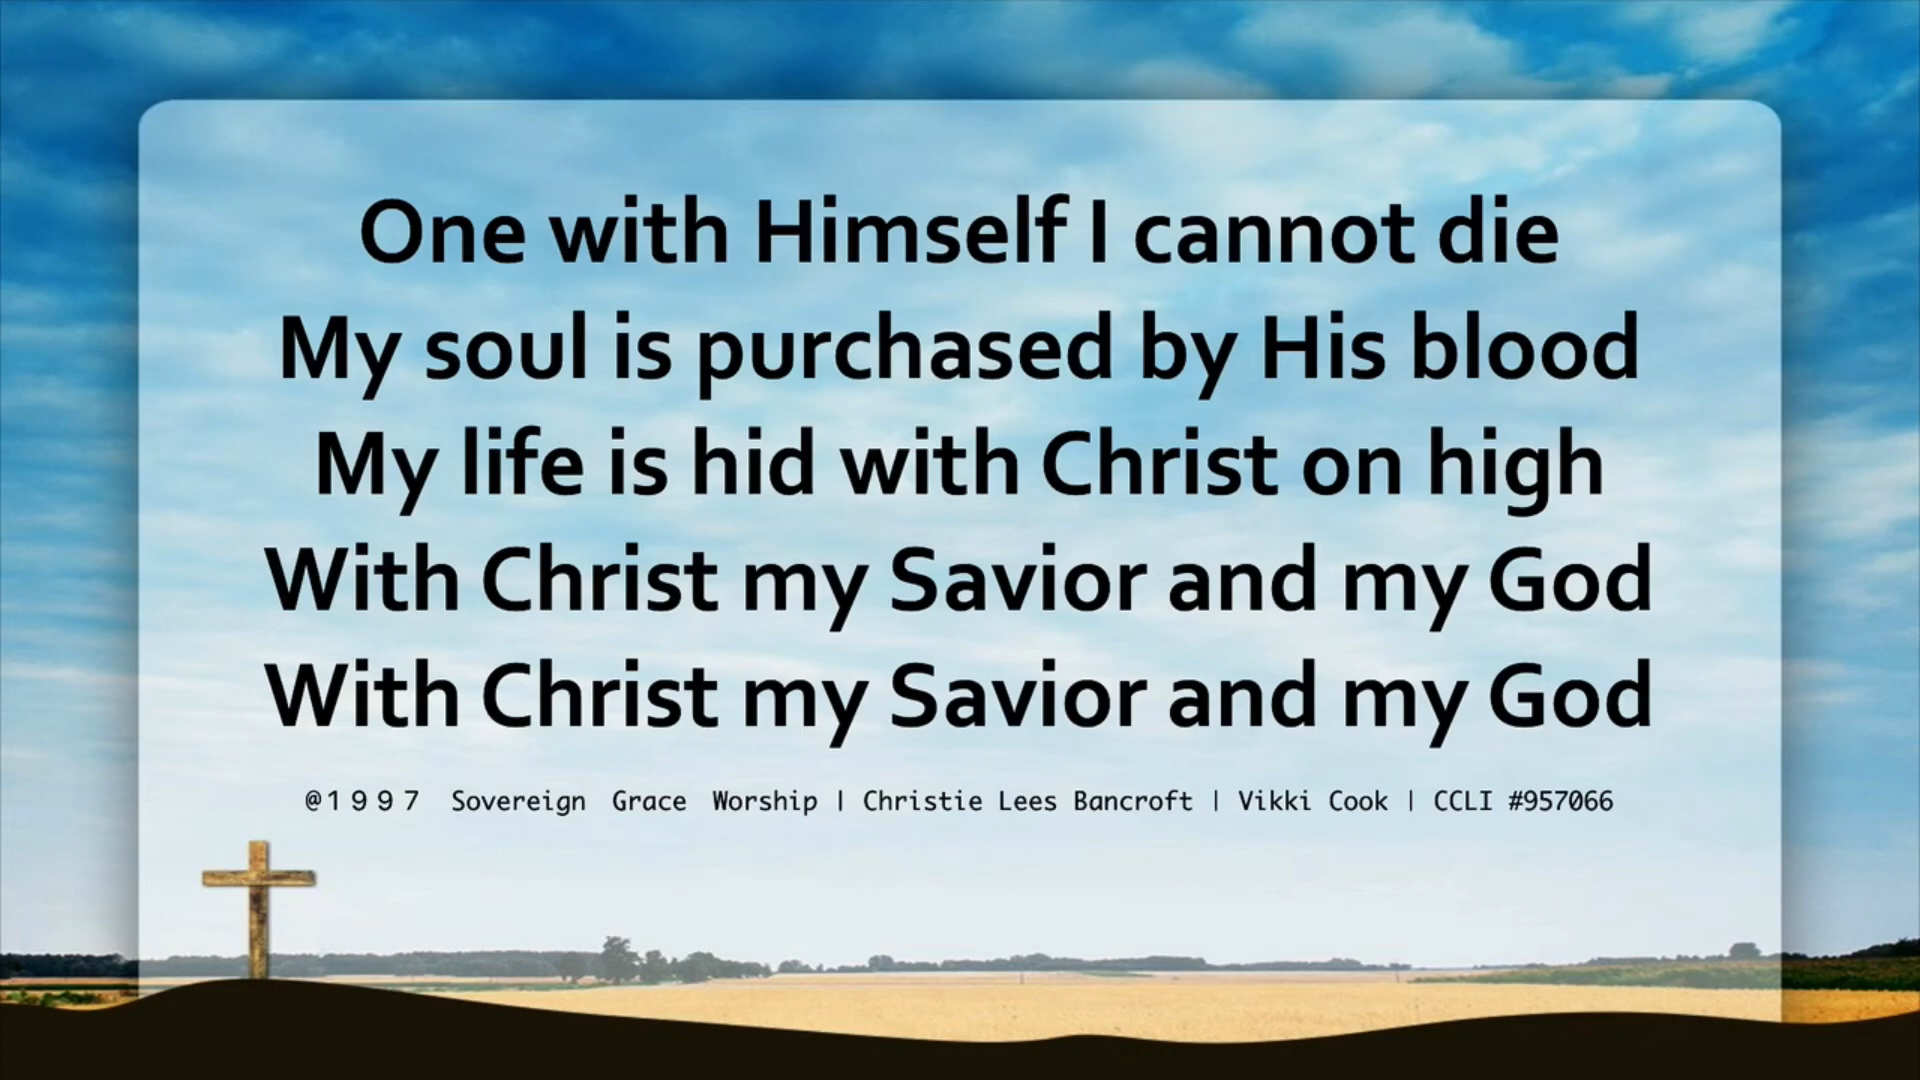 One with Himself I cannot die
My soul is purchased by His blood
My life is hid with Christ on high
With Christ my Savior and my God
With Christ my Savior and my God
@1997 Sovereign Grace Worship | Christie Lees Bancroft | Vikki Cook | CCLI #957066